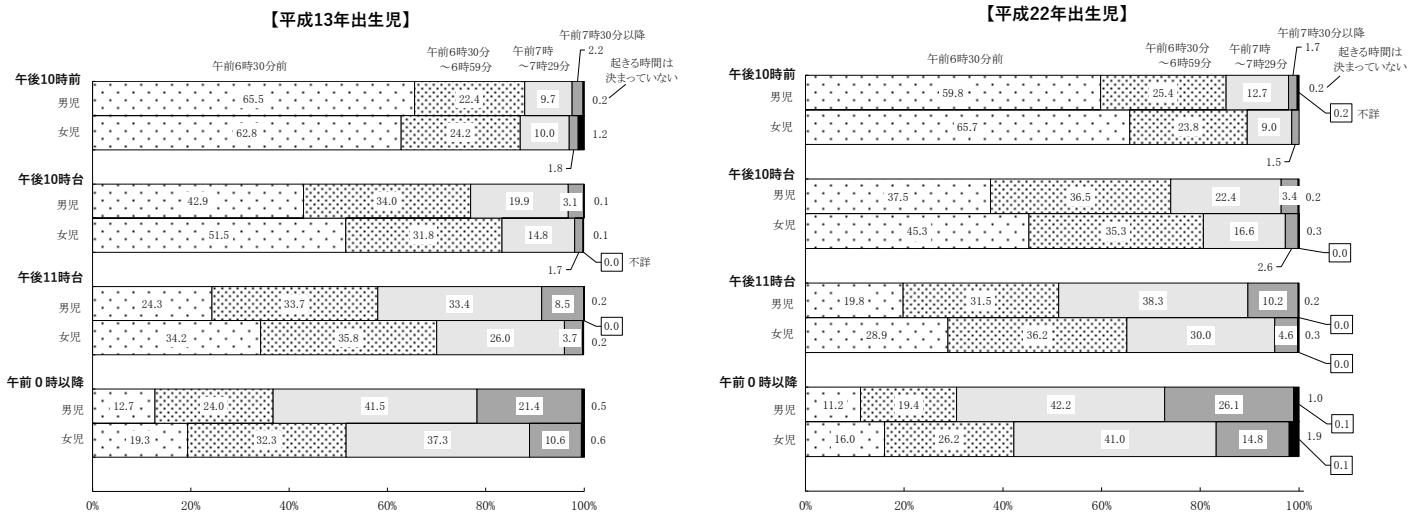 【平成13年出生児】
午前6時30分前
午前6時30分
～6時59分
午前7時
～7時29分
午前7時30分以降
2.2
起きる時間は
決まっていない
午後10時前
男児
65.5
22.4
9.7
0.2
女児
62.8
24.2
10.0
1.2
1.8
午後10時台
男児
42.9
34.0
19.9
3.1
0.1
女児
51.5
31.8
14.8
0.1
1.7
0.0
不詳
午後11時台
男児
24.3
33.7
33.4
8.5
0.2
0.0
女児
34.2
35.8
26.0
3.7
0.2
午前０時以降
男児
12.7
24.0
41.5
21.4
0.5
女児
19.3
32.3
37.3
10.6
0.6
0%
20%
40%
60%
80%
100%
【平成22年出生児】
午前6時30分前
午前6時30分
～6時59分
午前7時
～7時29分
午前7時30分以降
1.7
起きる時間は
決まっていない
午後10時前
男児
59.8
25.4
12.7
0.2
0.2
不詳
女児
65.7
23.8
9.0
1.5
午後10時台
男児
37.5
36.5
22.4
3.4
0.2
女児
45.3
35.3
16.6
0.3
0.0
2.6
午後11時台
男児
19.8
31.5
38.3
10.2
0.2
0.0
女児
28.9
36.2
30.0
4.6
0.3
0.0
午前０時以降
男児
11.2
19.4
42.2
26.1
1.0
0.1
女児
16.0
26.2
41.0
14.8
1.9
0.1
0%
20%
40%
60%
80%
100%